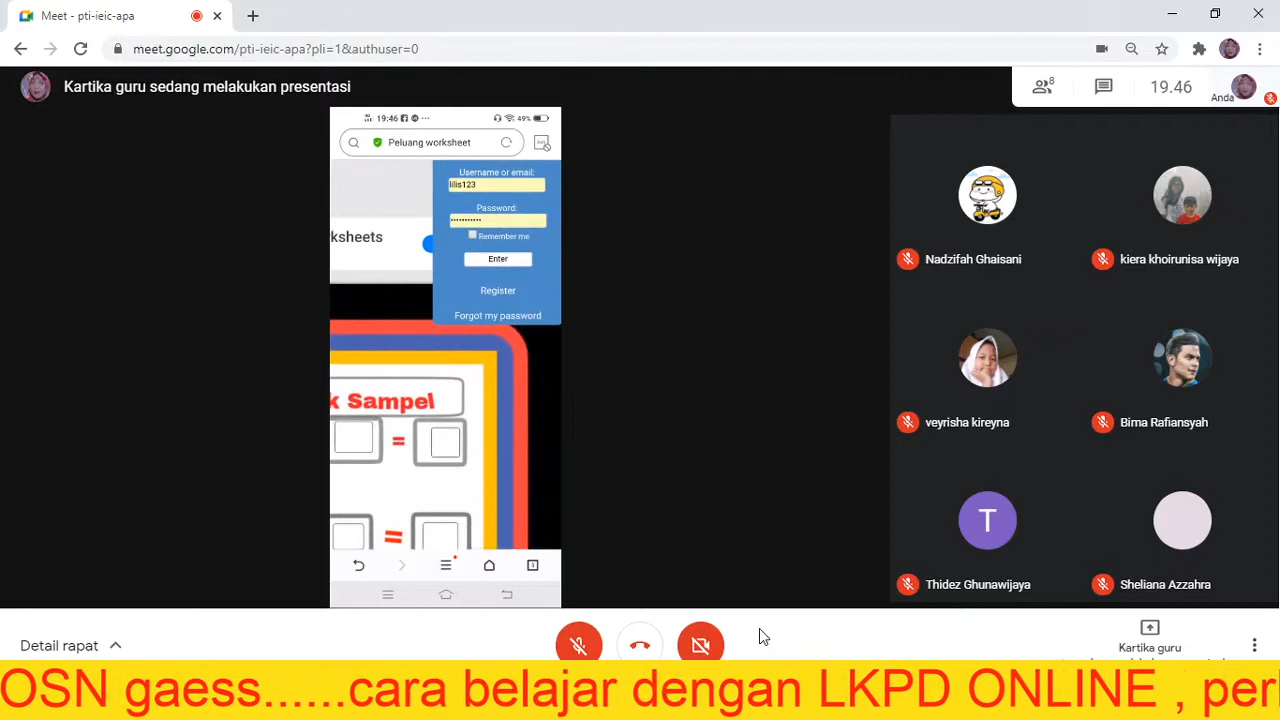 Meet - pti-ieic-apa
meet.google.com/pti-ieic-apa?pli=1&authuser=0
Kartika guru sedang melakukan presentasi
8
19.46
Anda
19:46
49%
Peluang worksheet
Username or email:
lilis123
Password:
•••••••••••
ksheets
Remember me
Enter
Register
Forgot my password
k Sampel
=
=
1
Nadzifah Ghaisani
kiera khoirunisa wijaya
veyrisha kireyna
Bima Rafiansyah
T
Thidez Ghunawijaya
Sheliana Azzahra
Detail rapat
Kartika guru
OSN gaess......cara belajar dengan LKPD ONLINE , perl